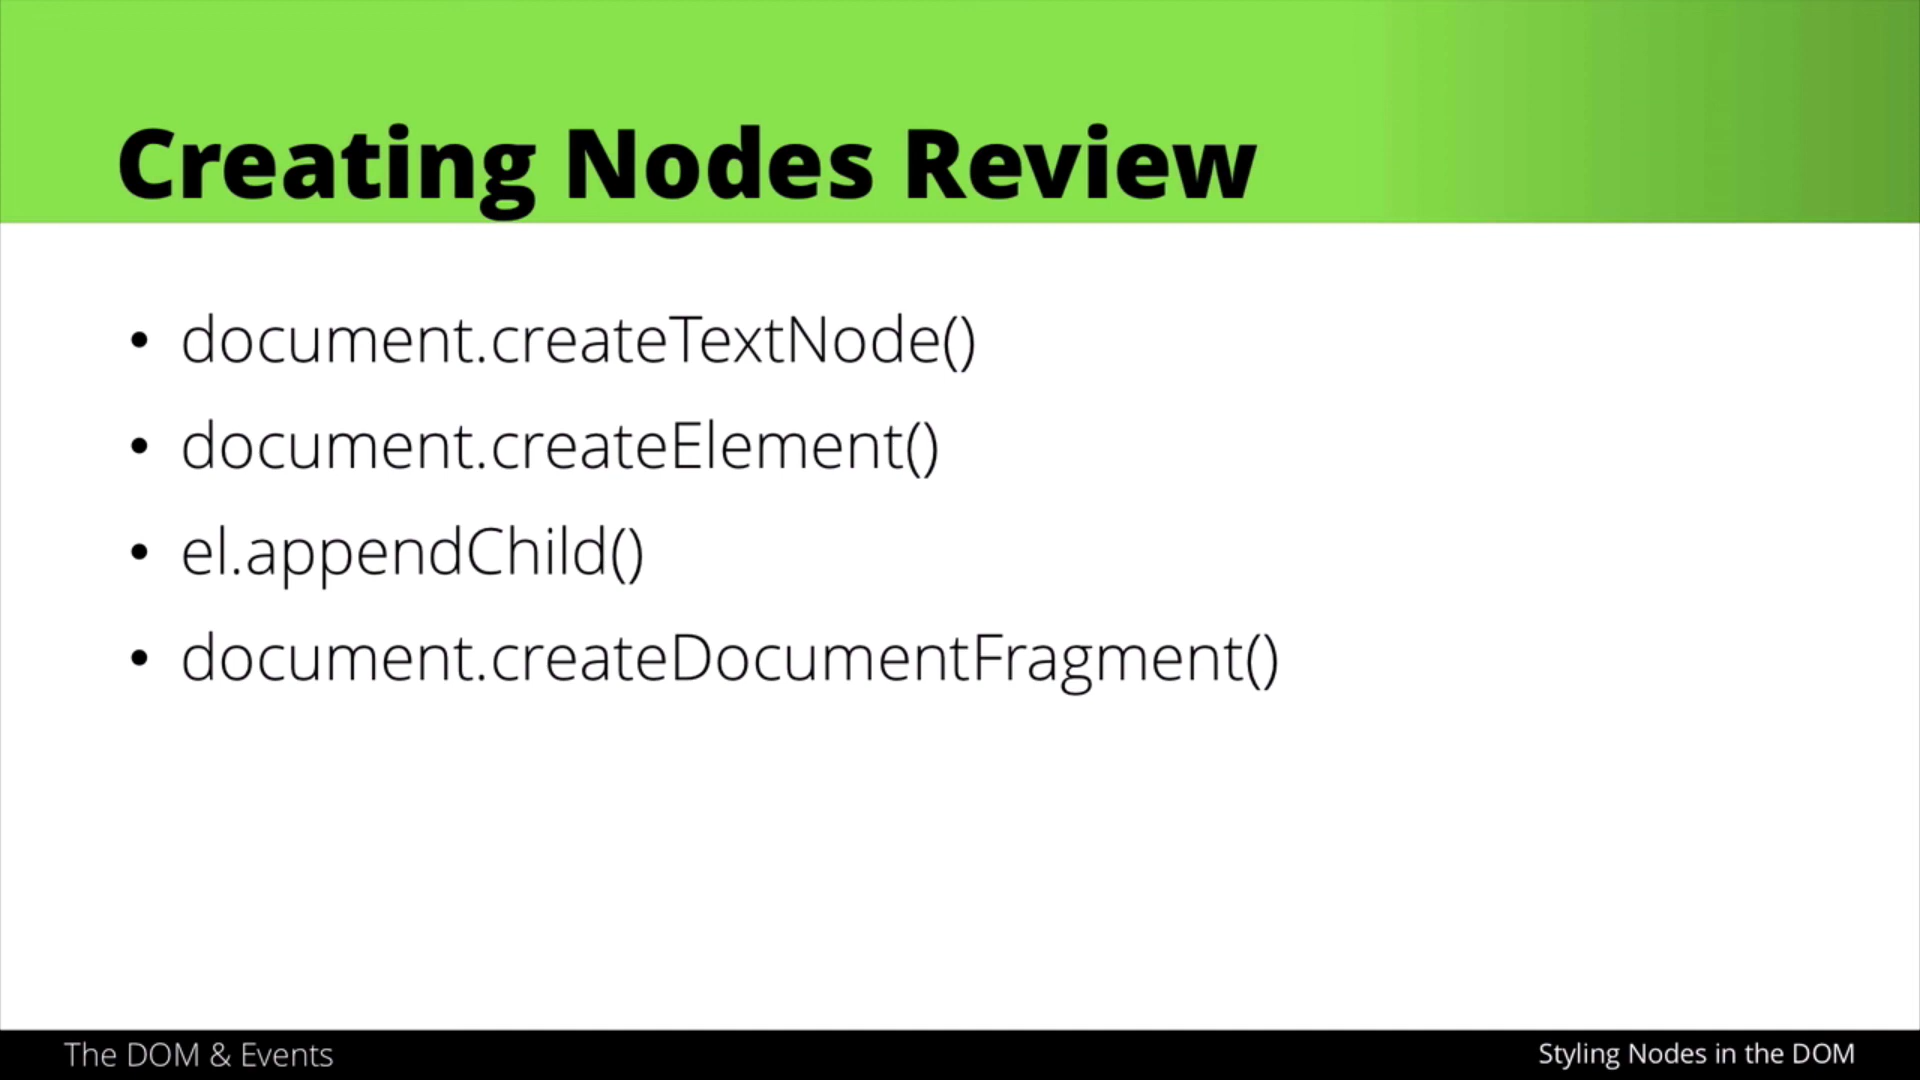 Creating Nodes Review
• document.createTextNode()
• document.createElement()
• el.appendChild()
• document.createDocumentFragment()
The DOM & Events
Styling Nodes in the DOM